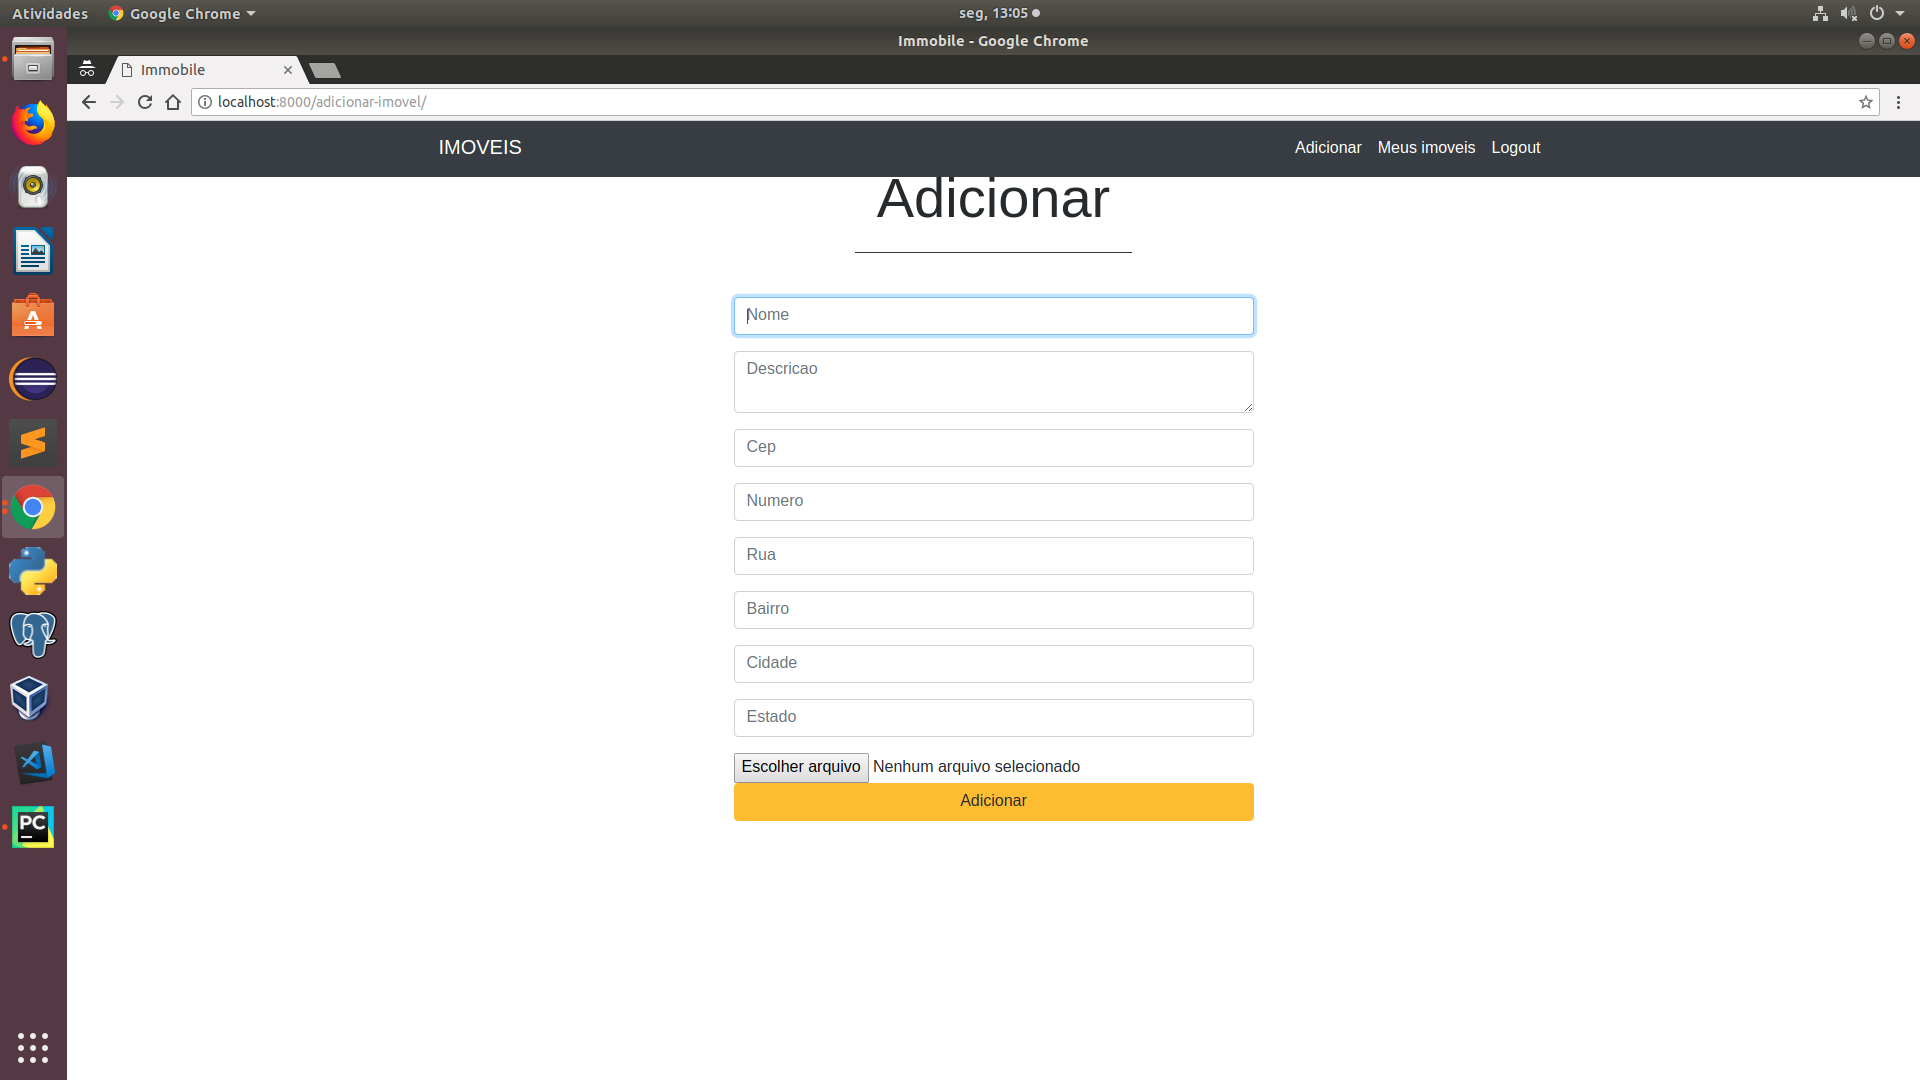 Atividades Google Chrome seg, 13:05
Immobile - Google Chrome
Immobile
localhost:8000/adicionar-imovel/
IMOVEIS Adicionar Meus imoveis Logout
Adicionar
Nome
Descricao
Cep
Numero
Rua
Bairro
Cidade
Estado
Escolher arquivo Nenhum arquivo selecionado
Adicionar
PC